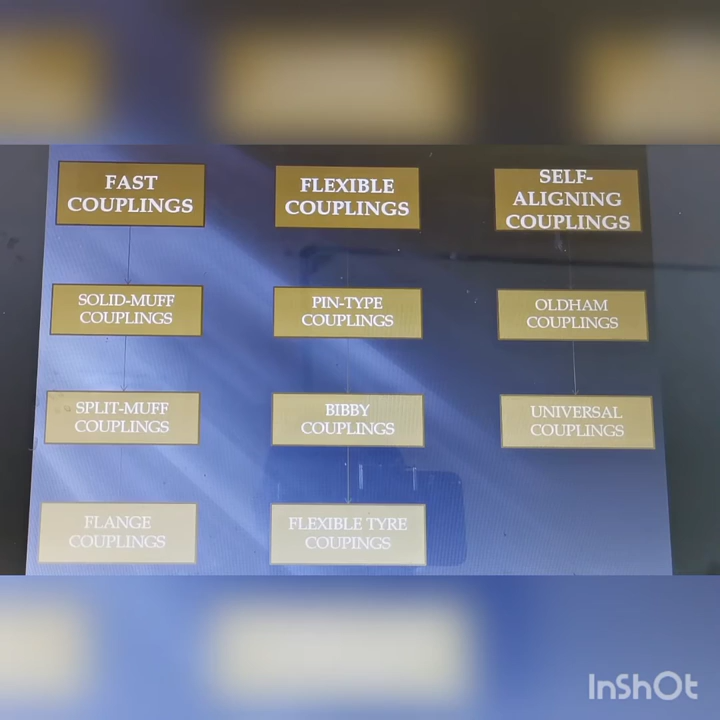 FAST
COUPLINGS
FLEXIBLE
COUPLINGS
SELF-
ALIGNING
COUPLINGS
SOLID-MUFF
COUPLINGS
PIN-TYPE
COUPLINGS
OLDHAM
COUPLINGS
SPLIT-MUFF
COUPLINGS
BIBBY
COUPLINGS
UNIVERSAL
COUPLINGS
FLANGE
COUPLINGS
FLEXIBLE TYRE
COUPINGS
InShOt